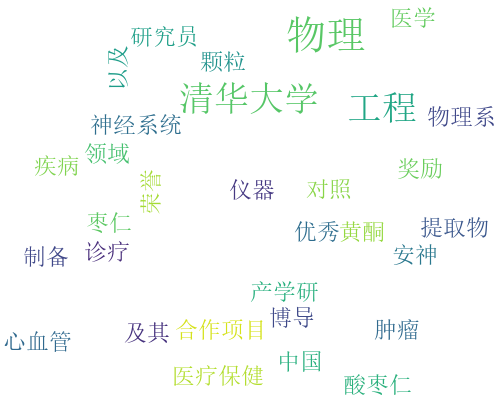 医学
物理
研究员
以及
颗粒
清华大学
工程
物理系
神经系统
领域
疾病
奖励
荣誉
仪器
对照
枣仁
优秀
黄酮
提取物
制备
诊疗
安神
产学研
博导
心血管
及其
合作项目
肿瘤
中国
医疗保健
酸枣仁